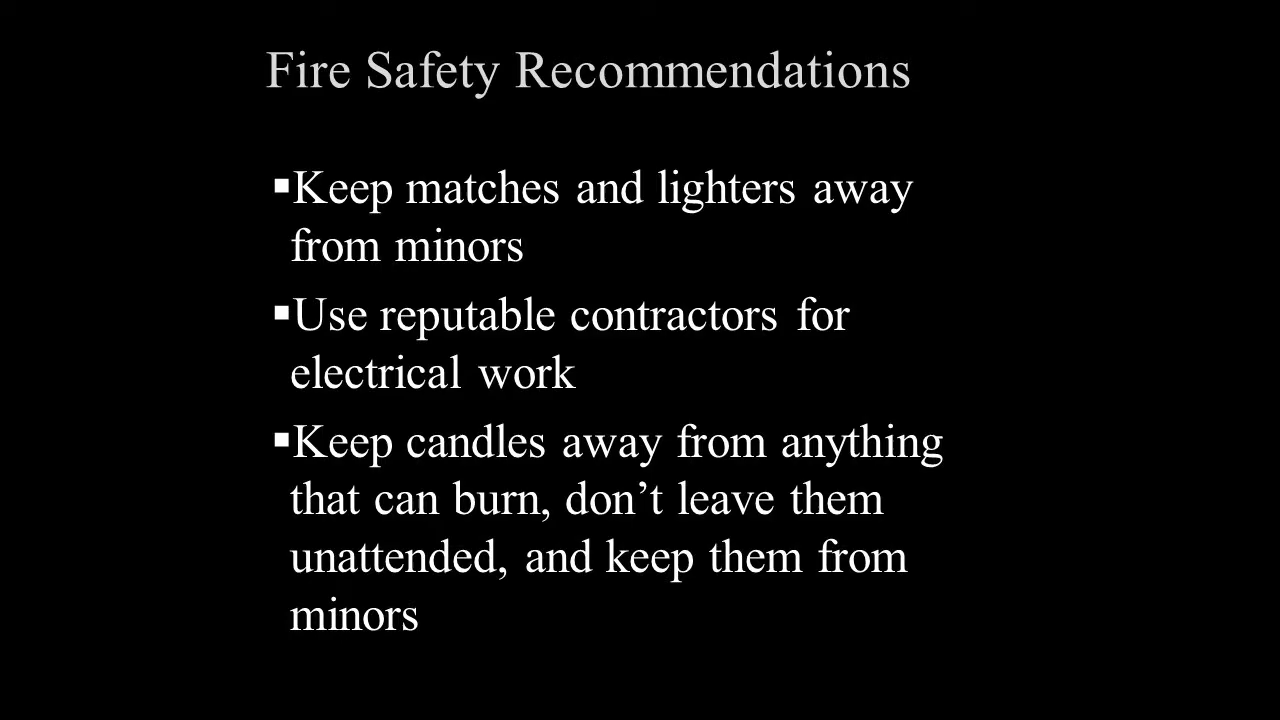 Fire Safety Recommendations
▪Keep matches and lighters away
from minors
▪Use reputable contractors for
electrical work
▪Keep candles away from anything
that can burn, don’t leave them
unattended, and keep them from
minors